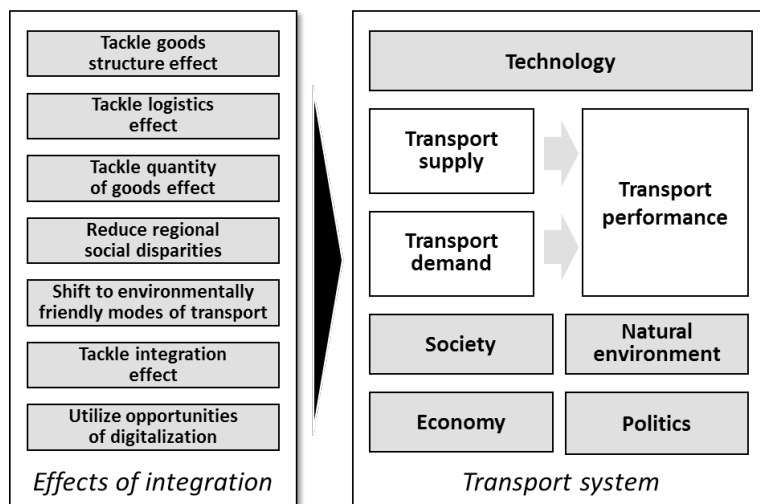 Tackle goods
structure effect
Tackle logistics
effect
Tackle quantity
of goods effect
Reduce regional
social disparities
Shift to environmentally
friendly modes of transport
Tackle integration
effect
Utilize opportunities
of digitalization
Effects of integration
Technology
Transport
supply
Transport
demand
Transport
performance
Society
Natural
environment
Economy
Politics
Transport system